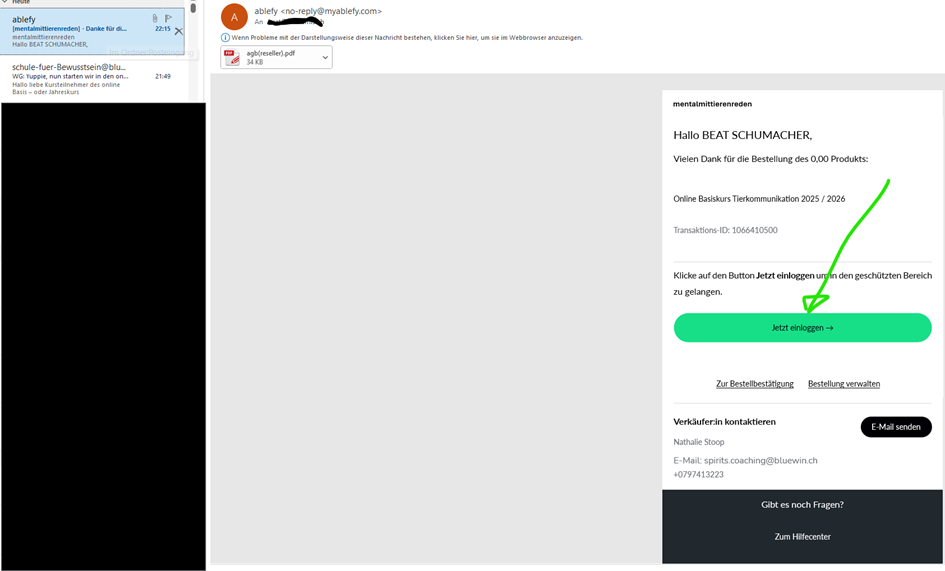 Heute
ablefy
[mentalmittierenreden] - Danke für di...
22:15
mentalmittierenreden
Hallo BEAT SCHUMACHER,
schule-fuer-Bewusstsein@blu...
WG: Yuppie, nun starten wir in den on...
21:49
Hallo liebe Kursteilnehmer des online
Basis – oder Jahreskurs
A
ablefy <no-reply@myablefy.com>
An
Wenn Probleme mit der Darstellungsweise dieser Nachricht bestehen, klicken Sie hier, um sie im Webbrowser anzuzeigen.
PDF
agb(reseller).pdf
34 KB
mentalmittierenreden
Hallo BEAT SCHUMACHER,
Vielen Dank für die Bestellung des 0,00 Produkts:
Online Basiskurs Tierkommunikation 2025 / 2026
Transaktions-ID: 1066410500
Klicke auf den Button Jetzt einloggen um in den geschützten Bereich
zu gelangen.
Jetzt einloggen →
Zur Bestellbestätigung Bestellung verwalten
Verkäufer:in kontaktieren
E-Mail senden
Nathalie Stoop
E-Mail: spirits.coaching@bluewin.ch
+0797413223
Gibt es noch Fragen?
Zum Hilfecenter